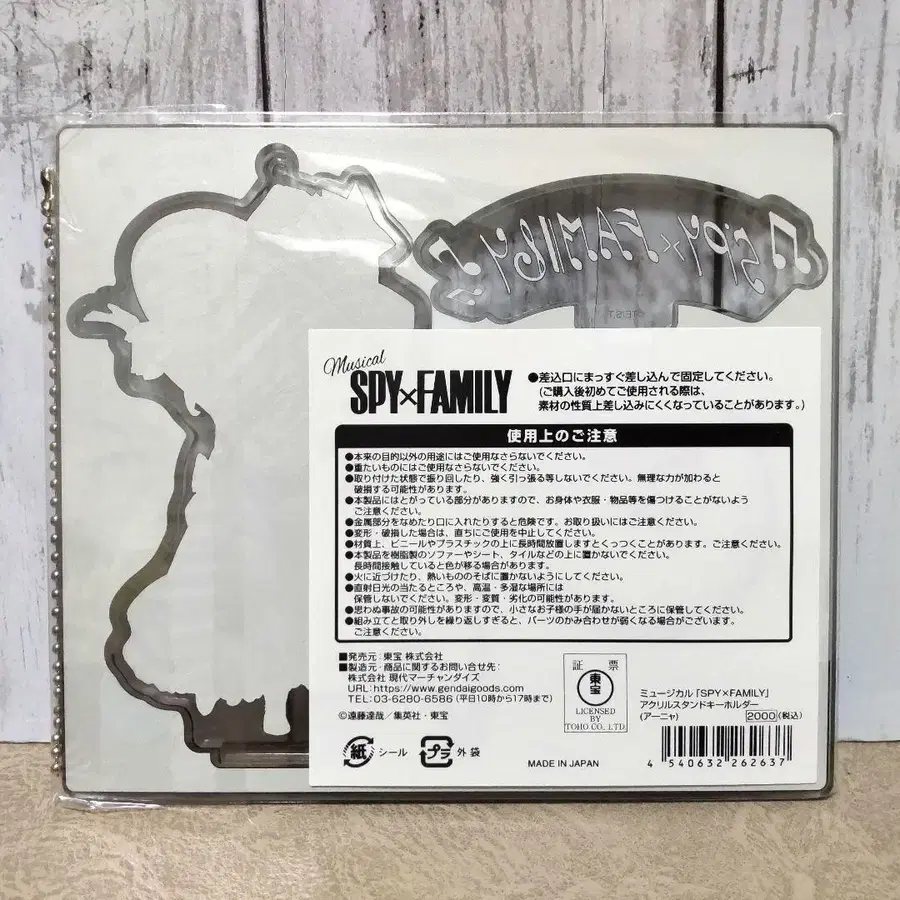 SPY×FAMILY
Musical
SPY×FAMILY
●差込口にまっすぐ差し込んで固定してください。
(ご購入後初めてご使用される際は、
素材の性質上差し込みにくくなっていることがあります。)
使用上のご注意
●本来の目的以外の用途にはご使用なさらないでください。
●重たいものにはご使用なさらないでください。
●取り付けた状態で振り回したり、強く引っ張る等しないでください。無理な力が加わると
破損する可能性があります。
●本製品にはとがっている部分がありますので、お身体や衣服・物品等を傷つけることがないよう
ご注意ください。
●金属部分をなめたり口に入れたりすると危険です。お取り扱いにはご注意ください。
●変形・破損した場合は、直ちにご使用を中止してください。
●材質上、ビニールやプラスチックの上に長時間放置しますとくっつくことがあります。ご注意ください。
●本製品を樹脂製のソファーやシート、タイルなどの上に置かないでください。
長時間接触していると色が移る場合があります。
●火に近づけたり、熱いもののそばに置かないようにしてください。
●直射日光の当たるところや、高温・多湿な場所には
保管しないでください。変形・変質・劣化の可能性があります。
●思わぬ事故の可能性がありますので、小さなお子様の手が届かないところに保管してください。
●組み立てと取り外しを繰り返しすぎると、パーツのかみ合わせが弱くなる場合がございます。
ご注意ください。
■発売元:東宝 株式会社
■製造元・商品に関するお問い合せ先:
株式会社 現代マーチャンダイズ
URL:https://www.gendaigoods.com
TEL:03-6280-6586 (平日10時から17時まで)
©遠藤達哉/集英社・東宝
証 票
東宝
LICENSED
BY
TOHO CO., LTD.
ミュージカル「SPY×FAMILY」
アクリルスタンドキーホルダー
(アーニャ)
2000(税込)
紙 シール
プラ 外袋
MADE IN JAPAN
4 540632 262637